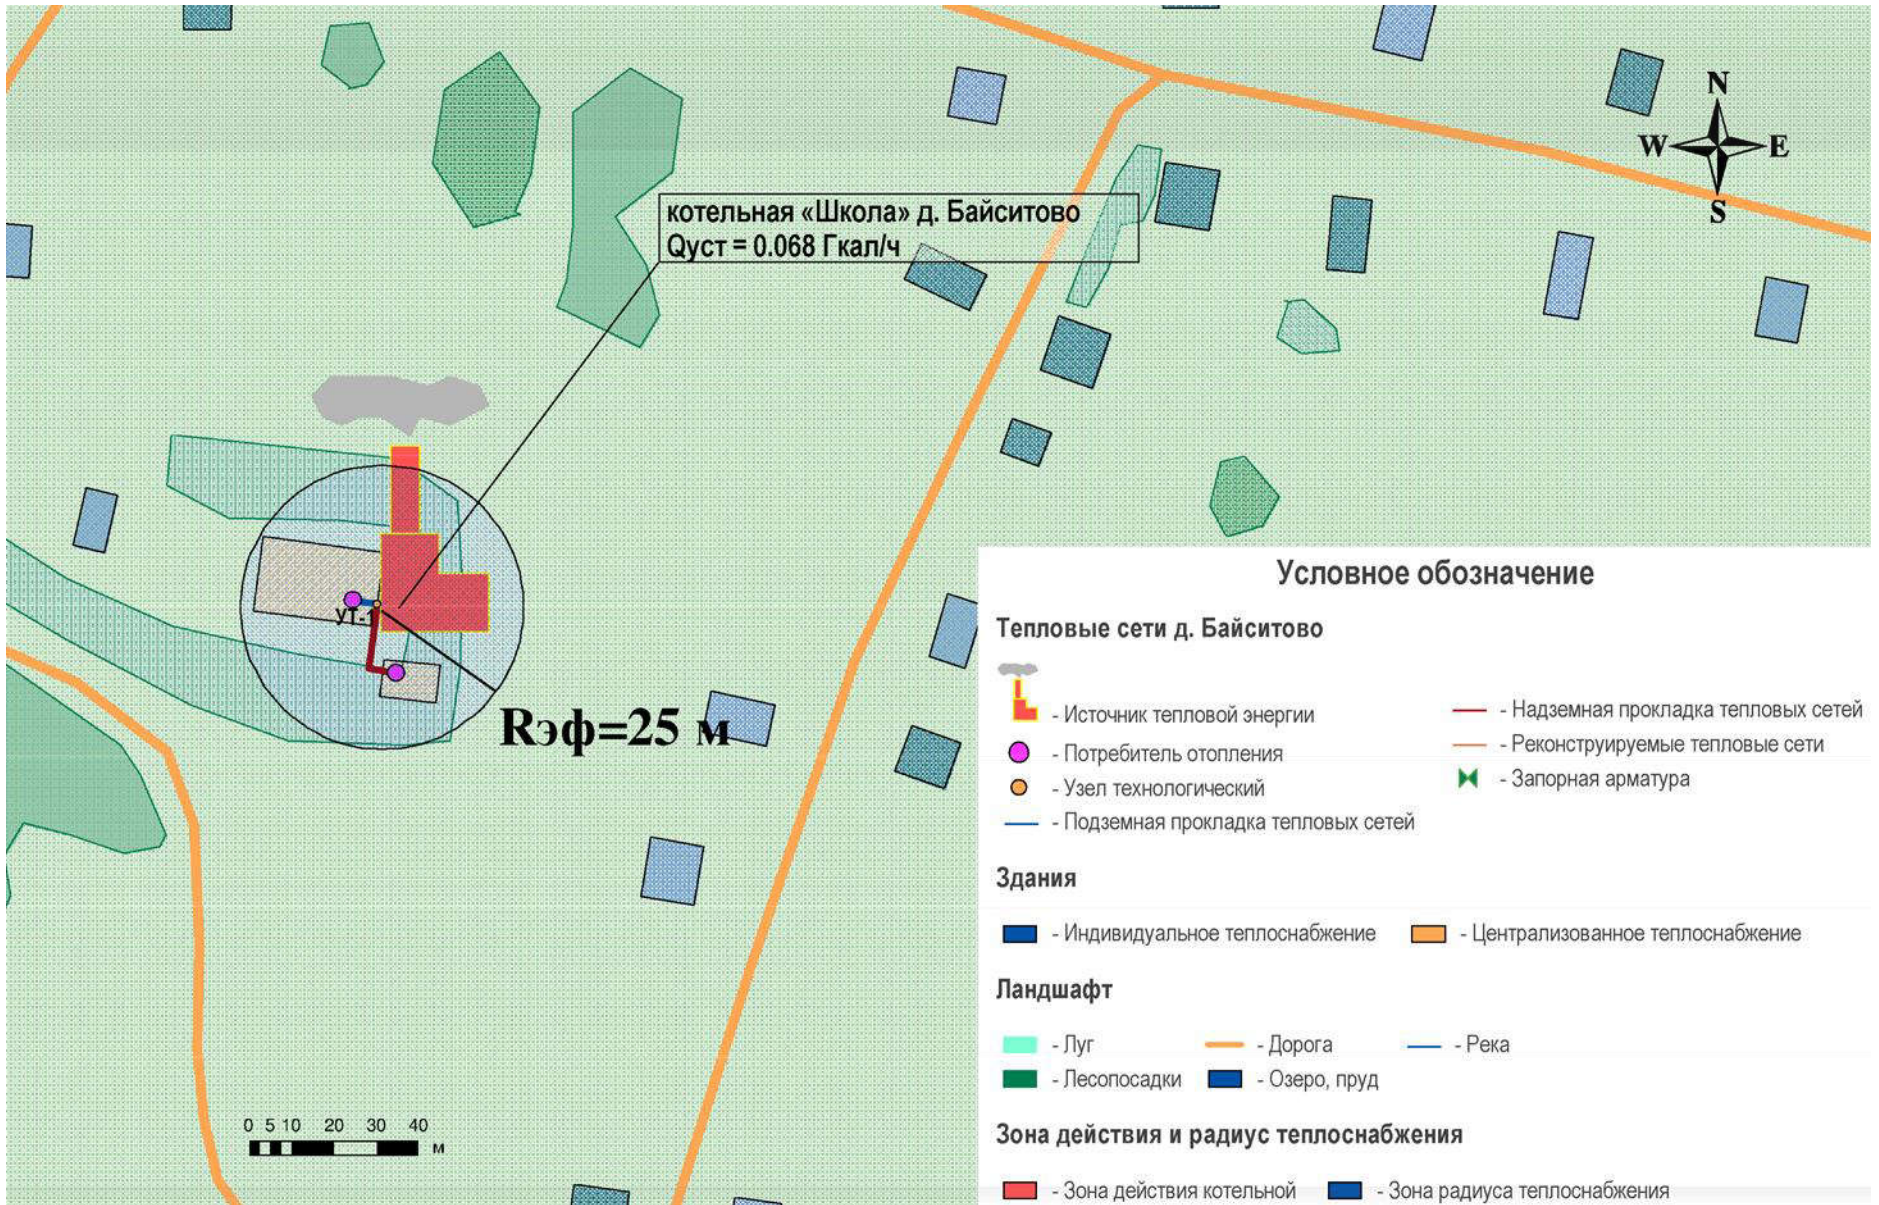 N
W E
S
котельная «Школа» д. Байситово
Qуст = 0.068 Гкал/ч
УТ-1
Rэф=25 м
0 5 10 20 30 40
м
Условное обозначение
Тепловые сети д. Байситово
- Источник тепловой энергии
- Потребитель отопления
- Узел технологический
- Подземная прокладка тепловых сетей
- Надземная прокладка тепловых сетей
- Реконструируемые тепловые сети
- Запорная арматура
Здания
- Индивидуальное теплоснабжение - Централизованное теплоснабжение
Ландшафт
- Луг - Дорога - Река
- Лесопосадки - Озеро, пруд
Зона действия и радиус теплоснабжения
- Зона действия котельной - Зона радиуса теплоснабжения